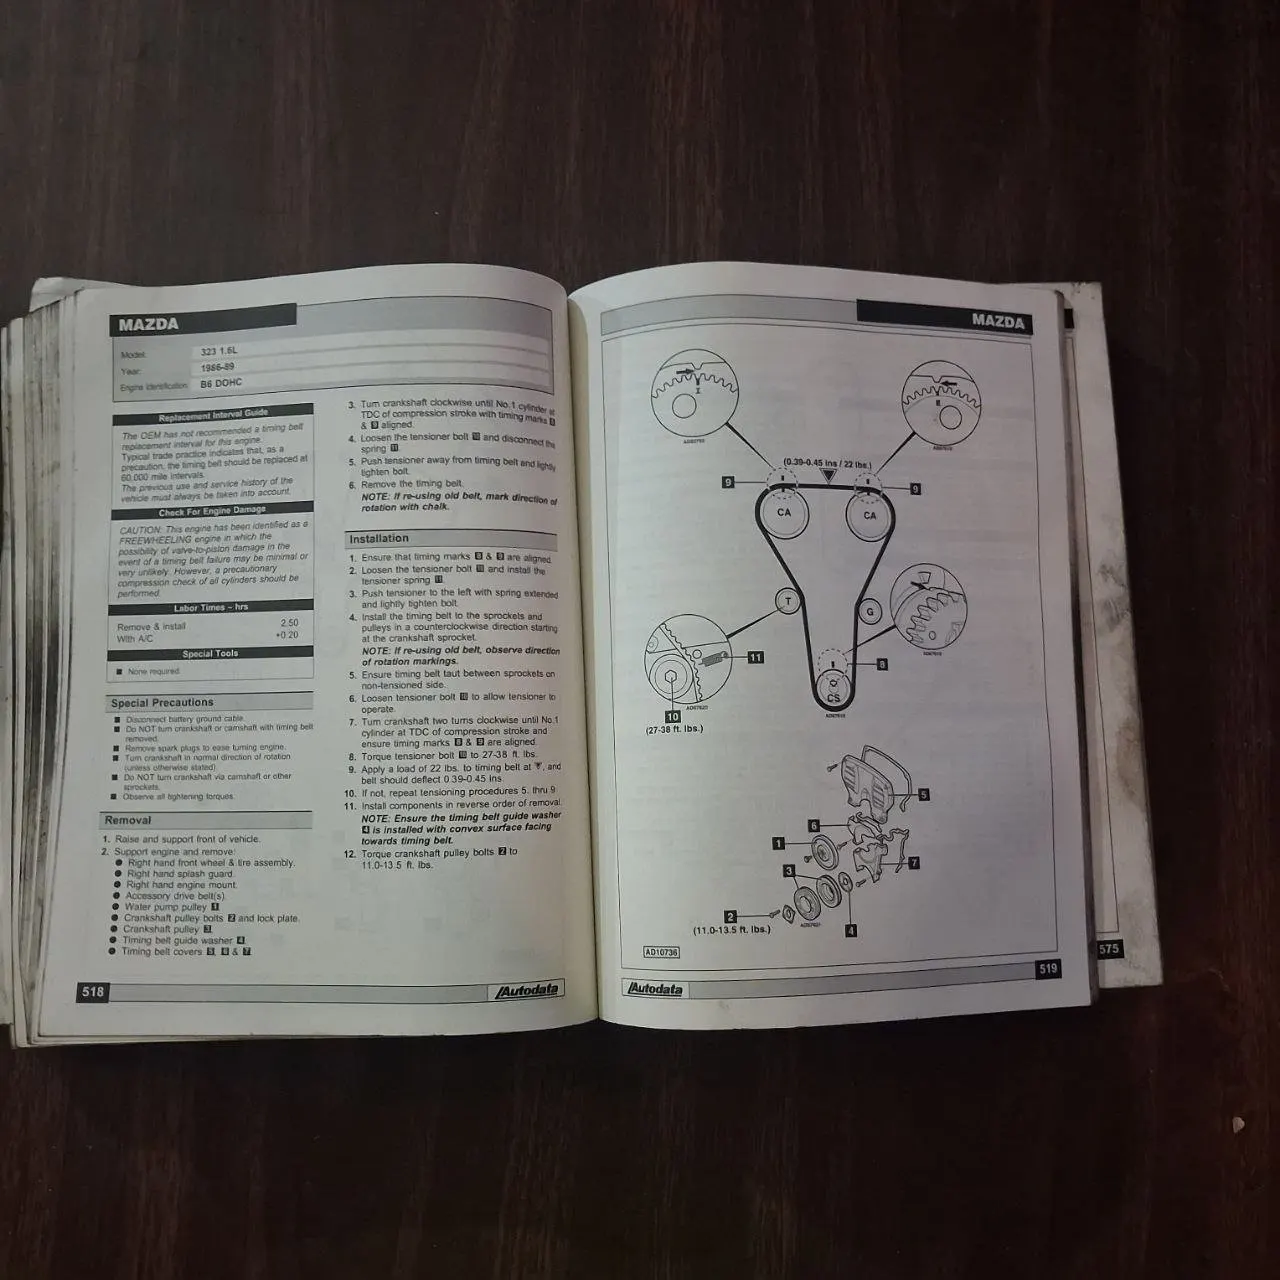 MAZDA
Model: 323 1.6L
Year: 1986-89
Engine Identification: B6 DOHC
Replacement Interval Guide
The OEM has not recommended a timing belt
replacement interval for this engine.
Typical trade practice indicates that, as a
precaution, the timing belt should be replaced at
60,000 mile intervals.
The previous use and service history of the
vehicle must always be taken into account.
Check For Engine Damage
CAUTION: This engine has been identified as a
FREEWHEELING engine in which the
possibility of valve-to-piston damage in the
event of a timing belt failure may be minimal or
very unlikely. However, a precautionary
compression check of all cylinders should be
performed.
Labor Times - hrs
Remove & install 2.50
With A/C +0.20
Special Tools
■ None required.
Special Precautions
■ Disconnect battery ground cable.
■ Do NOT turn crankshaft or camshaft with timing belt
removed.
■ Remove spark plugs to ease turning engine.
■ Turn crankshaft in normal direction of rotation
(unless otherwise stated).
■ Do NOT turn crankshaft via camshaft or other
sprockets.
■ Observe all tightening torques.
Removal
1. Raise and support front of vehicle.
2. Support engine and remove:
● Right hand front wheel & tire assembly.
● Right hand splash guard.
● Right hand engine mount.
● Accessory drive belt(s).
● Water pump pulley 1.
● Crankshaft pulley bolts 2 and lock plate.
● Crankshaft pulley 3.
● Timing belt guide washer 4.
● Timing belt covers 5, 6 & 7.
3. Turn crankshaft clockwise until No.1 cylinder at
TDC of compression stroke with timing marks 8
& 9 aligned.
4. Loosen the tensioner bolt 10 and disconnect the
spring 11.
5. Push tensioner away from timing belt and lightly
tighten bolt.
6. Remove the timing belt.
NOTE: If re-using old belt, mark direction of
rotation with chalk.
Installation
1. Ensure that timing marks 8 & 9 are aligned.
2. Loosen the tensioner bolt 10 and install the
tensioner spring 11.
3. Push tensioner to the left with spring extended
and lightly tighten bolt.
4. Install the timing belt to the sprockets and
pulleys in a counterclockwise direction starting
at the crankshaft sprocket.
NOTE: If re-using old belt, observe direction
of rotation markings.
5. Ensure timing belt taut between sprockets on
non-tensioned side.
6. Loosen tensioner bolt 10 to allow tensioner to
operate.
7. Turn crankshaft two turns clockwise until No.1
cylinder at TDC of compression stroke and
ensure timing marks 8 & 9 are aligned.
8. Torque tensioner bolt 10 to 27-38 ft. lbs.
9. Apply a load of 22 lbs. to timing belt at ▼, and
belt should deflect 0.39-0.45 ins.
10. If not, repeat tensioning procedures 5. thru 9.
11. Install components in reverse order of removal.
NOTE: Ensure the timing belt guide washer
4 is installed with convex surface facing
towards timing belt.
12. Torque crankshaft pulley bolts 2 to
11.0-13.5 ft. lbs.
518
Autodata
MAZDA
I
(0.39-0.45 ins / 22 lbs.)
9
9
CA
CA
T
G
11
8
CS
10
(27-38 ft. lbs.)
5
6
1
7
3
2
(11.0-13.5 ft. lbs.)
4
AD10736
519
Autodata
575